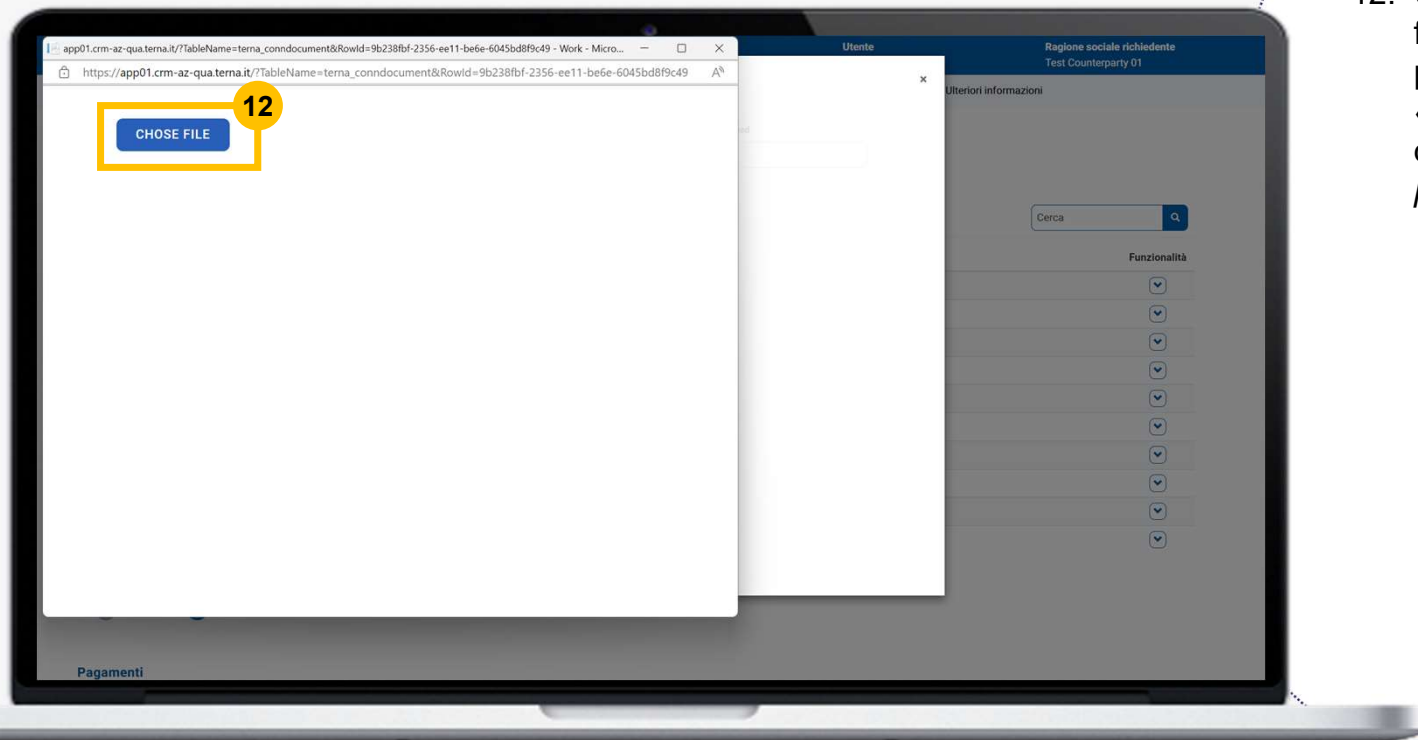 app01.crm-az-qua.terna.it/?TableName=terna_conndocument&RowId=9b238fbf-2356-ee11-be6e-6045bd8f9c49 - Work - Micro...
https://app01.crm-az-qua.terna.it/?TableName=terna_conndocument&RowId=9b238fbf-2356-ee11-be6e-6045bd8f9c49
12
CHOSE FILE
Utente
Ragione sociale richiedente
Test Counterparty 01
Ulteriori informazioni
Cerca
Funzionalità
Pagamenti
12.